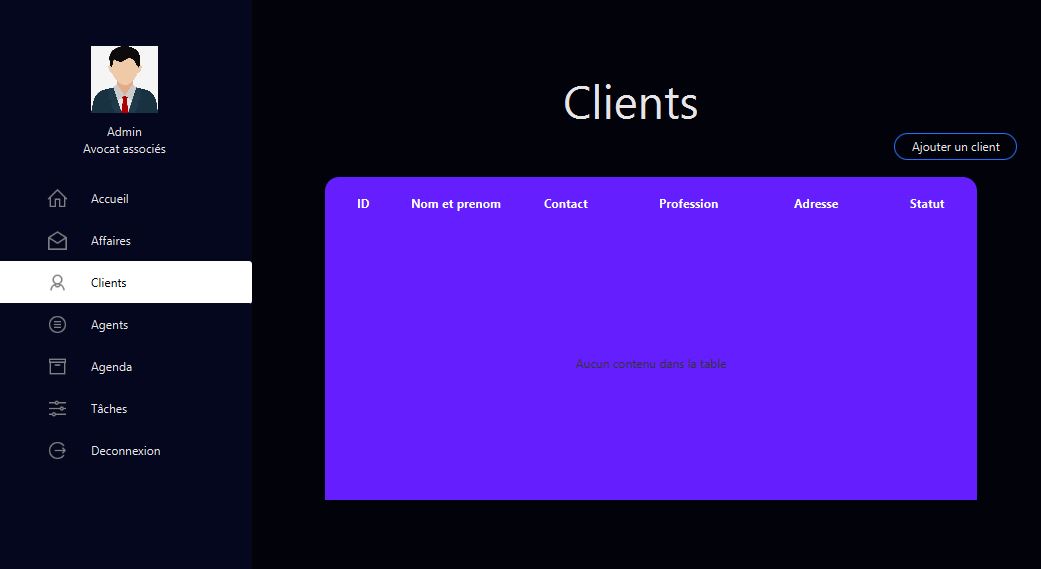 Admin
Avocat associés
Accueil
Affaires
Clients
Agents
Agenda
Tâches
Deconnexion
Clients
Ajouter un client
ID Nom et prenom Contact Profession Adresse Statut
Aucun contenu dans la table